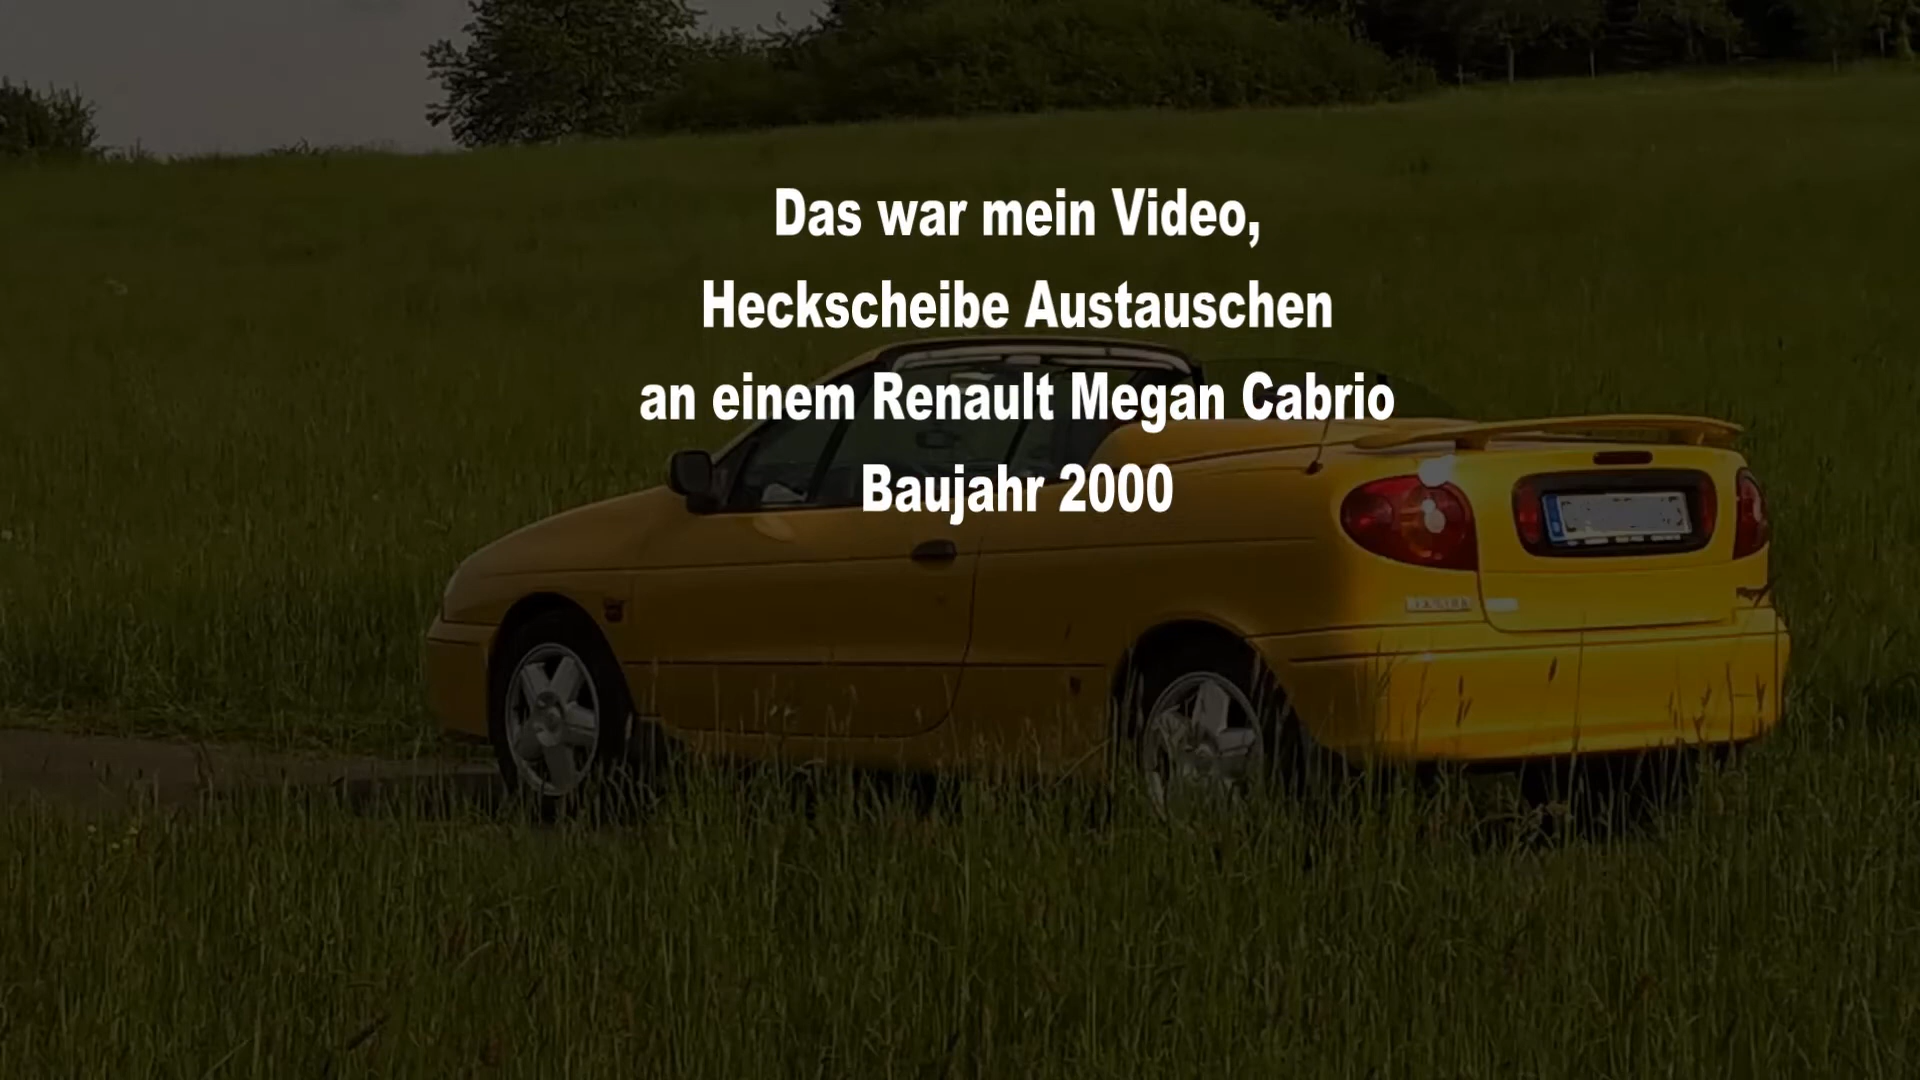 Das war mein Video,
Heckscheibe Austauschen
an einem Renault Megan Cabrio
Baujahr 2000